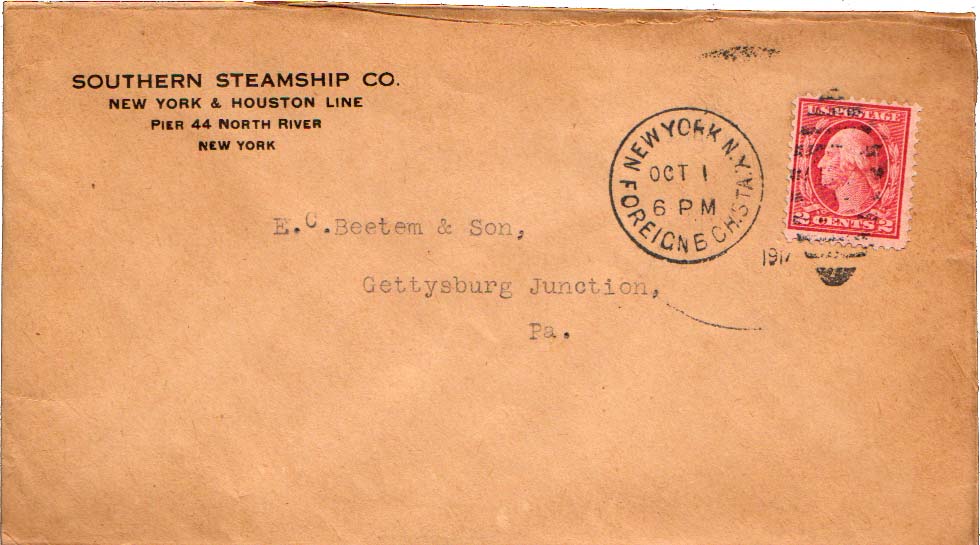 SOUTHERN STEAMSHIP CO.
NEW YORK & HOUSTON LINE
PIER 44 NORTH RIVER
NEW YORK
NEW YORK N.Y.
FOREIGN B CH STA
OCT 1
6 PM
1917
U.S. POSTAGE
2 CENTS 2
E.C. Beetem & Son,
Gettysburg Junction,
Pa.